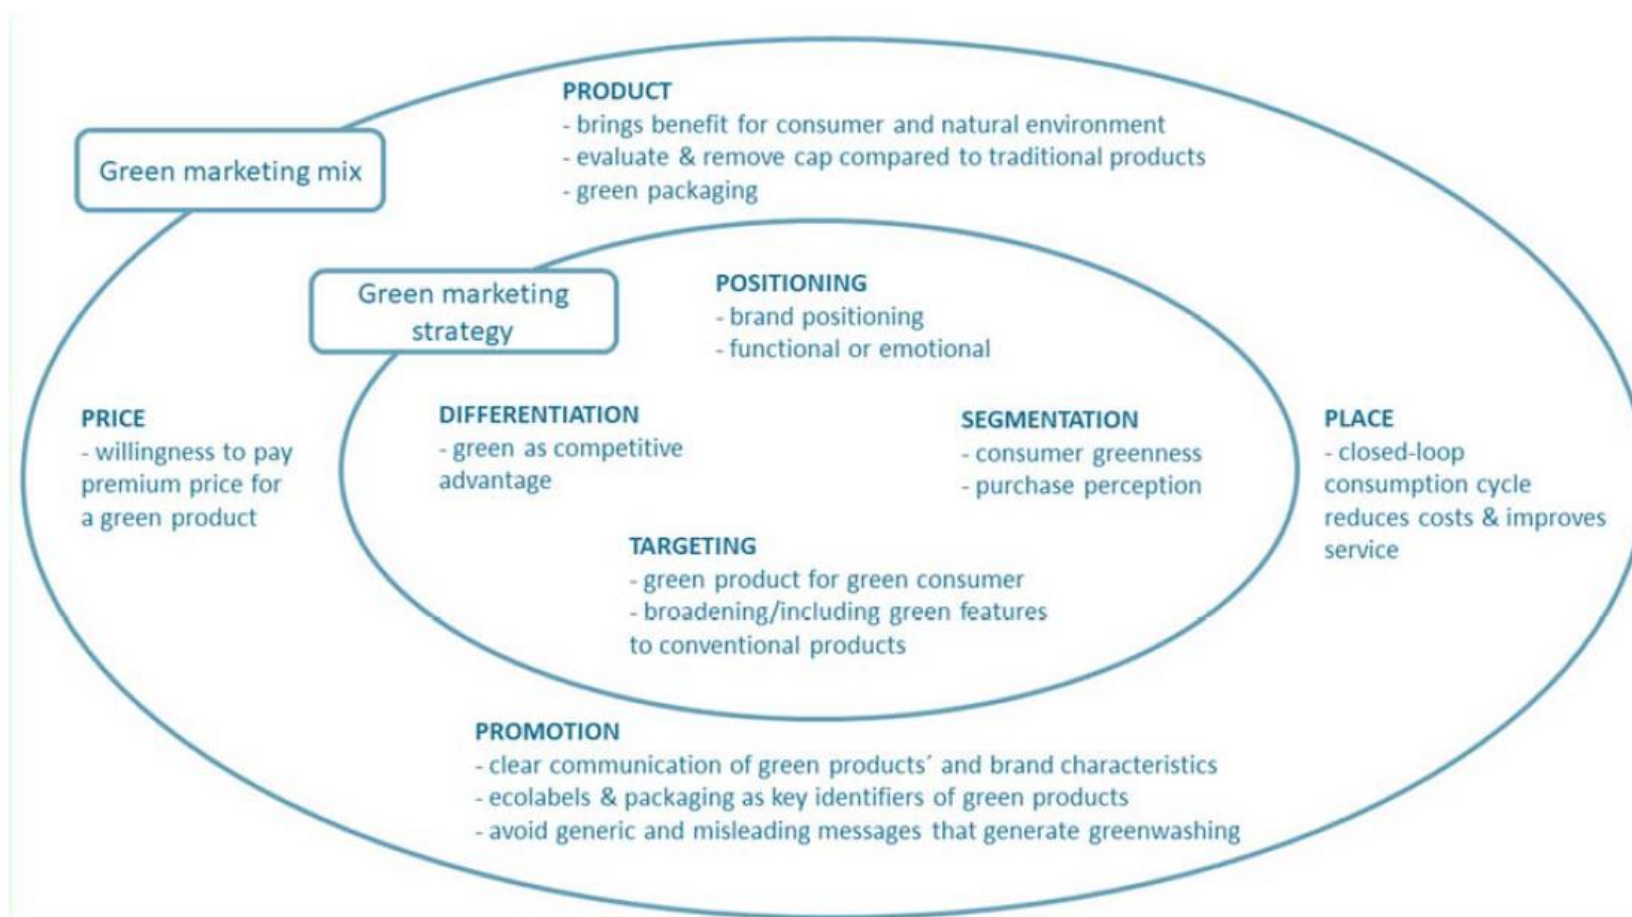 PRODUCT
- brings benefit for consumer and natural environment
- evaluate & remove cap compared to traditional products
- green packaging
Green marketing mix
Green marketing
strategy
POSITIONING
- brand positioning
- functional or emotional
PRICE
- willingness to pay
premium price for
a green product
DIFFERENTIATION
- green as competitive
advantage
SEGMENTATION
- consumer greenness
- purchase perception
PLACE
- closed-loop
consumption cycle
reduces costs & improves
service
TARGETING
- green product for green consumer
- broadening/including green features
to conventional products
PROMOTION
- clear communication of green products´ and brand characteristics
- ecolabels & packaging as key identifiers of green products
- avoid generic and misleading messages that generate greenwashing